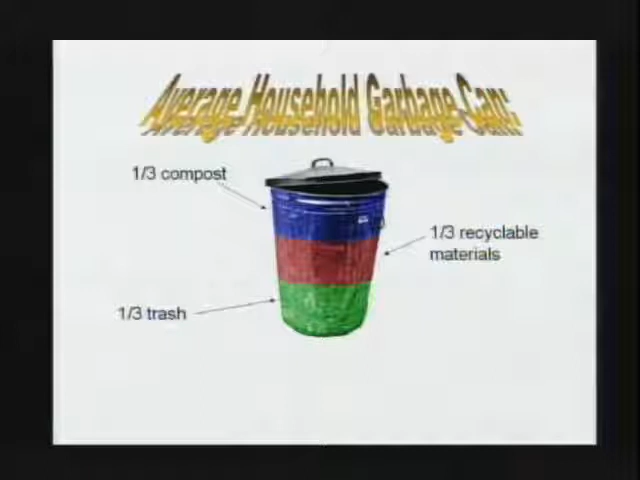 Average Household Garbage Can:
1/3 compost
1/3 recyclable
materials
1/3 trash